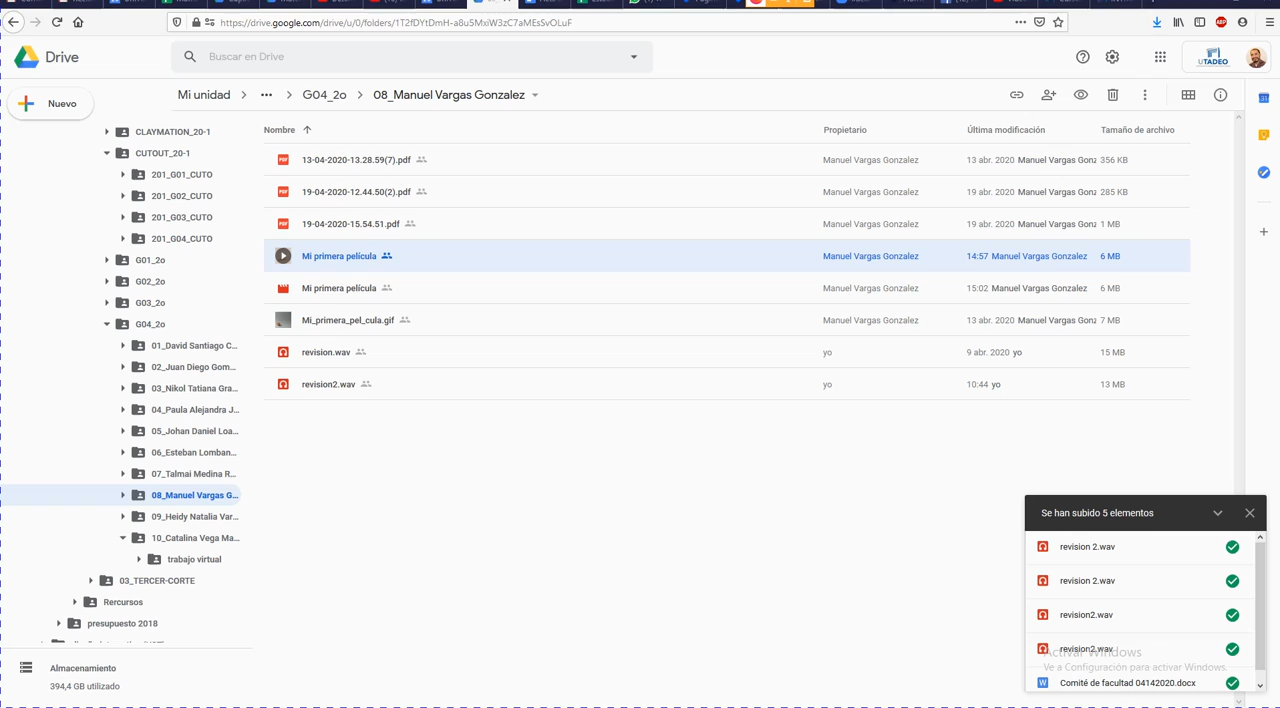 https://drive.google.com/drive/u/0/folders/1T2fDYtDmH-a8u5MxiW3zC7aMEsSvOLuF
ABP
Drive
Buscar en Drive
UTADEO
Nuevo
Mi unidad > ... > G04_2o > 08_Manuel Vargas Gonzalez
31
Nombre Propietario Última modificación Tamaño de archivo
PDF 13-04-2020-13.28.59(7).pdf Manuel Vargas Gonzalez 13 abr. 2020 Manuel Vargas Gonz 356 KB
PDF 19-04-2020-12.44.50(2).pdf Manuel Vargas Gonzalez 19 abr. 2020 Manuel Vargas Gonz 285 KB
PDF 19-04-2020-15.54.51.pdf Manuel Vargas Gonzalez 19 abr. 2020 Manuel Vargas Gonz 1 MB
Mi primera película Manuel Vargas Gonzalez 14:57 Manuel Vargas Gonzalez 6 MB
Mi primera película Manuel Vargas Gonzalez 15:02 Manuel Vargas Gonzalez 6 MB
Mi_primera_pel_cula.gif Manuel Vargas Gonzalez 13 abr. 2020 Manuel Vargas Gonz 7 MB
revision.wav yo 9 abr. 2020 yo 15 MB
revision2.wav yo 10:44 yo 13 MB
CLAYMATION_20-1
CUTOUT_20-1
201_G01_CUTO
201_G02_CUTO
201_G03_CUTO
201_G04_CUTO
G01_2o
G02_2o
G03_2o
G04_2o
01_David Santiago C...
02_Juan Diego Gom...
03_Nikol Tatiana Gra...
04_Paula Alejandra J...
05_Johan Daniel Loa...
06_Esteban Lomban...
07_Talmai Medina R...
08_Manuel Vargas G...
09_Heidy Natalia Var...
10_Catalina Vega Ma...
trabajo virtual
03_TERCER-CORTE
Rercursos
presupuesto 2018
Almacenamiento
394,4 GB utilizado
Se han subido 5 elementos
revision 2.wav
revision 2.wav
revision2.wav
revision2.wav
Activar Windows
Ve a Configuración para activar Windows.
W Comité de facultad 04142020.docx